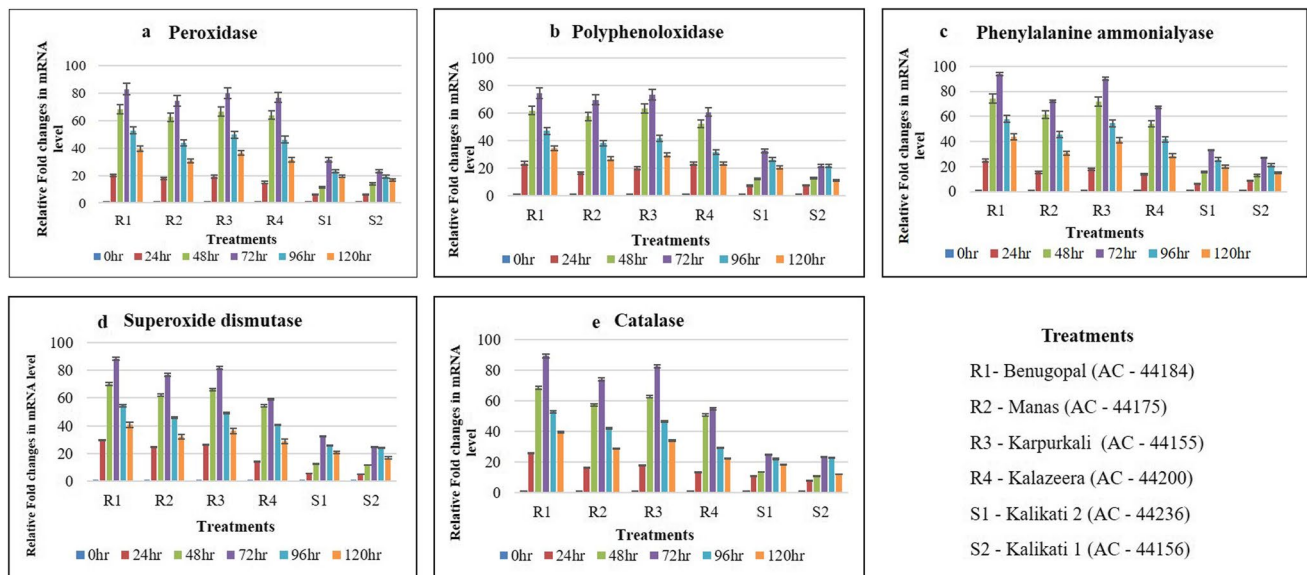 a Peroxidase
Relative Fold changes in mRNA
level
100
80
60
40
20
0
R1 R2 R3 R4 S1 S2
Treatments
0hr 24hr 48hr 72hr 96hr 120hr
b Polyphenoloxidase
Relative Fold changes in mRNA
level
100
80
60
40
20
0
R1 R2 R3 R4 S1 S2
Treatments
0hr 24hr 48hr 72hr 96hr 120hr
c Phenylalanine ammonialyase
Relative Fold changes in mRNA
level
100
80
60
40
20
0
R1 R2 R3 R4 S1 S2
Treatments
0hr 24hr 48hr 72hr 96hr 120hr
d Superoxide dismutase
Relative Fold changes in mRNA level
100
80
60
40
20
0
R1 R2 R3 R4 S1 S2
Treatments
0hr 24hr 48hr 72hr 96hr 120hr
e Catalase
Relative Fold changes in mRNA
level
100
80
60
40
20
0
R1 R2 R3 R4 S1 S2
Treatments
0hr 24hr 48hr 72hr 96hr 120hr
Treatments
R1- Benugopal (AC - 44184)
R2 - Manas (AC - 44175)
R3 - Karpurkali (AC - 44155)
R4 - Kalazeera (AC - 44200)
S1 - Kalikati 2 (AC - 44236)
S2 - Kalikati 1 (AC - 44156)